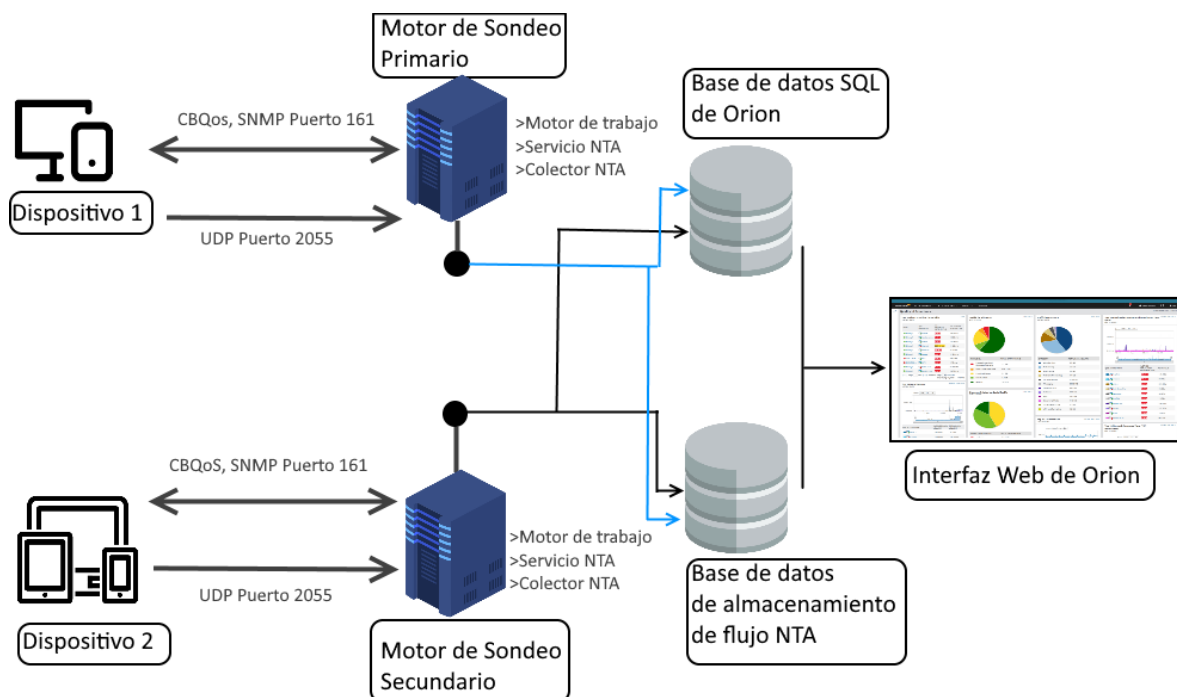 Motor de Sondeo
Primario
CBQos, SNMP Puerto 161
>Motor de trabajo
>Servicio NTA
>Colector NTA
Dispositivo 1
UDP Puerto 2055
Base de datos SQL
de Orion
Interfaz Web de Orion
CBQoS, SNMP Puerto 161
>Motor de trabajo
>Servicio NTA
>Colector NTA
UDP Puerto 2055
Dispositivo 2
Motor de Sondeo
Secundario
Base de datos
de almacenamiento
de flujo NTA